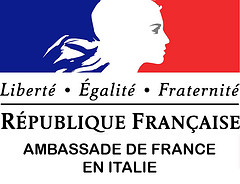 Liberté • Égalité • Fraternité
RÉPUBLIQUE FRANÇAISE
AMBASSADE DE FRANCE
EN ITALIE